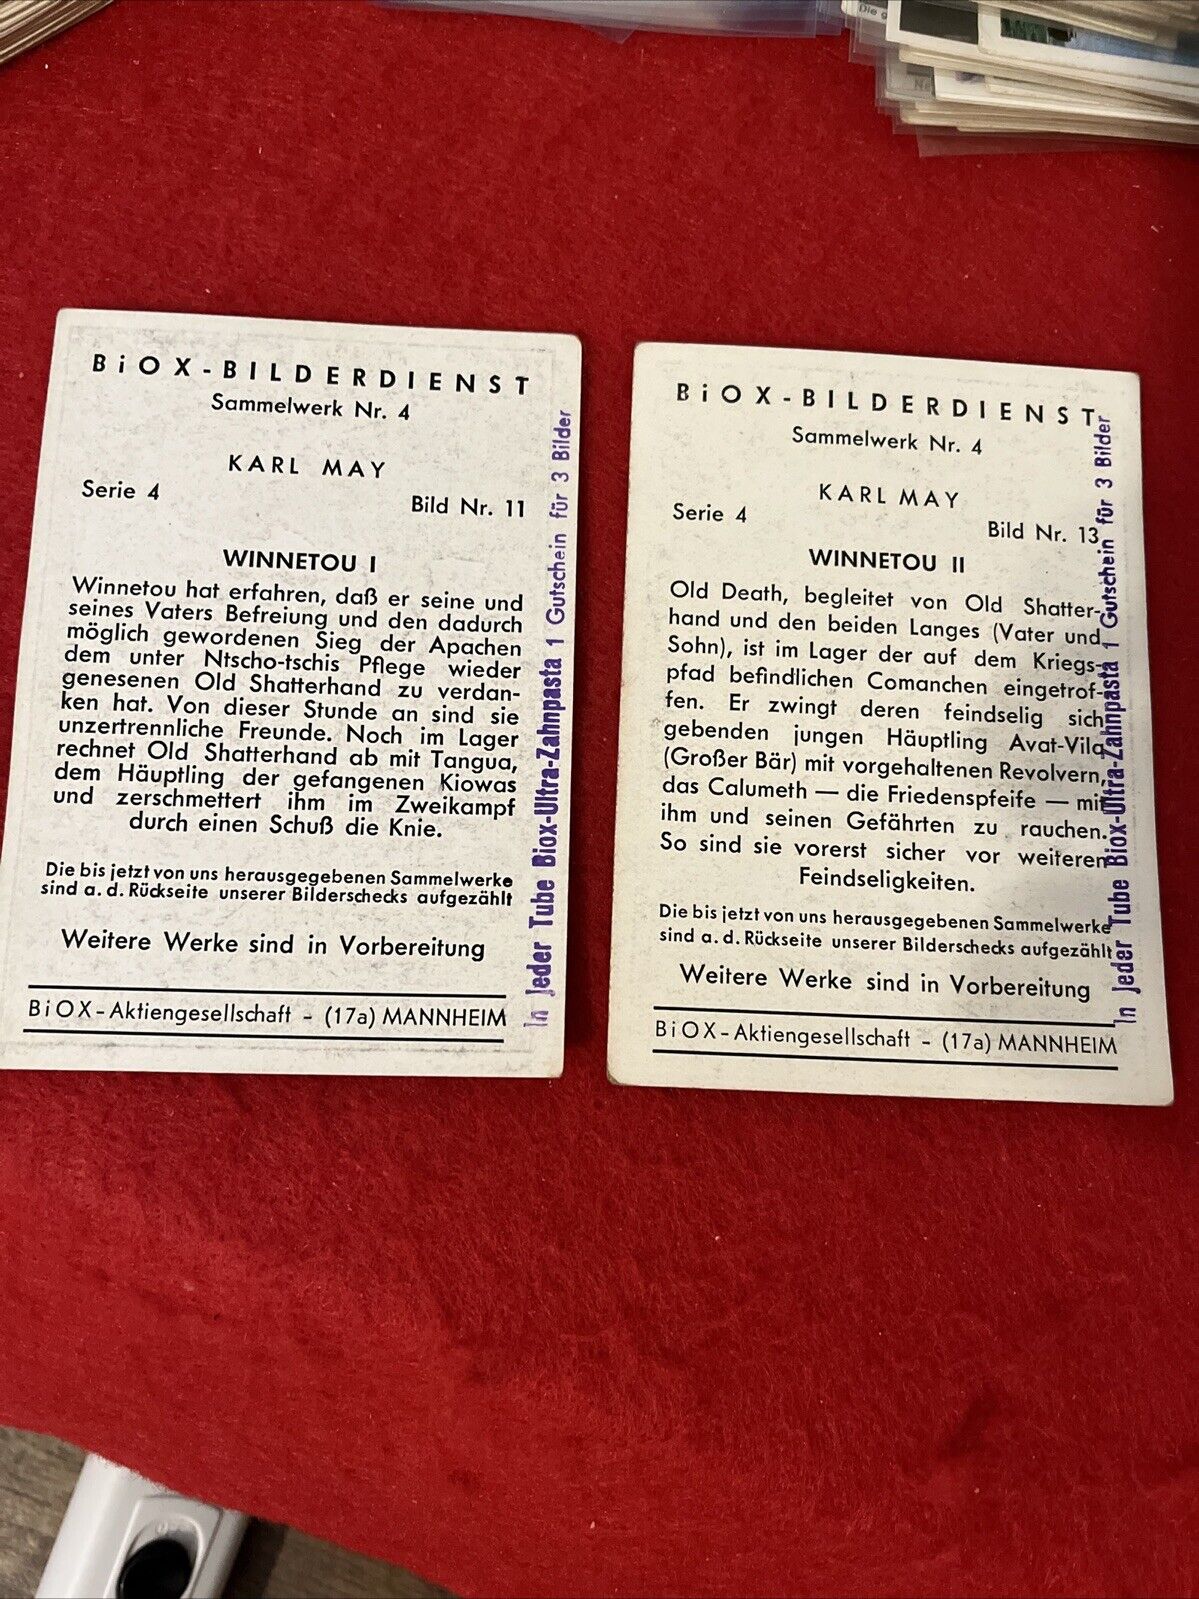 BiOX-BILDERDIENST
Sammelwerk Nr. 4
KARL MAY
Serie 4
Bild Nr. 11
WINNETOU I
Winnetou hat erfahren, daß er seine und
seines Vaters Befreiung und den dadurch
möglich gewordenen Sieg der Apachen
dem unter Ntscho-tschis Pflege wieder
genesenen Old Shatterhand zu verdan-
ken hat. Von dieser Stunde an sind sie
unzertrennliche Freunde. Noch im Lager
rechnet Old Shatterhand ab mit Tangua,
dem Häuptling der gefangenen Kiowas
und zerschmettert ihm im Zweikampf
durch einen Schuß die Knie.
Die bis jetzt von uns herausgegebenen Sammelwerke
sind a. d. Rückseite unserer Bilderschecks aufgezählt
Weitere Werke sind in Vorbereitung
BiOX-Aktiengesellschaft - (17a) MANNHEIM
In jeder Tube Biox-Ultra-Zahnpasta 1 Gutschein für 3 Bilder
BiOX-BILDERDIENST
Sammelwerk Nr. 4
KARL MAY
Serie 4
Bild Nr. 13
WINNETOU II
Old Death, begleitet von Old Shatter-
hand und den beiden Langes (Vater und
Sohn), ist im Lager der auf dem Kriegs-
pfad befindlichen Comanchen eingetrof-
fen. Er zwingt deren feindselig sich
gebenden jungen Häuptling Avat-Vila
(Großer Bär) mit vorgehaltenen Revolvern,
das Calumeth — die Friedenspfeife — mit
ihm und seinen Gefährten zu rauchen.
So sind sie vorerst sicher vor weiteren
Feindseligkeiten.
Die bis jetzt von uns herausgegebenen Sammelwerke
sind a. d. Rückseite unserer Bilderschecks aufgezählt
Weitere Werke sind in Vorbereitung
BiOX-Aktiengesellschaft - (17a) MANNHEIM
In jeder Tube Biox-Ultra-Zahnpasta 1 Gutschein für 3 Bilder